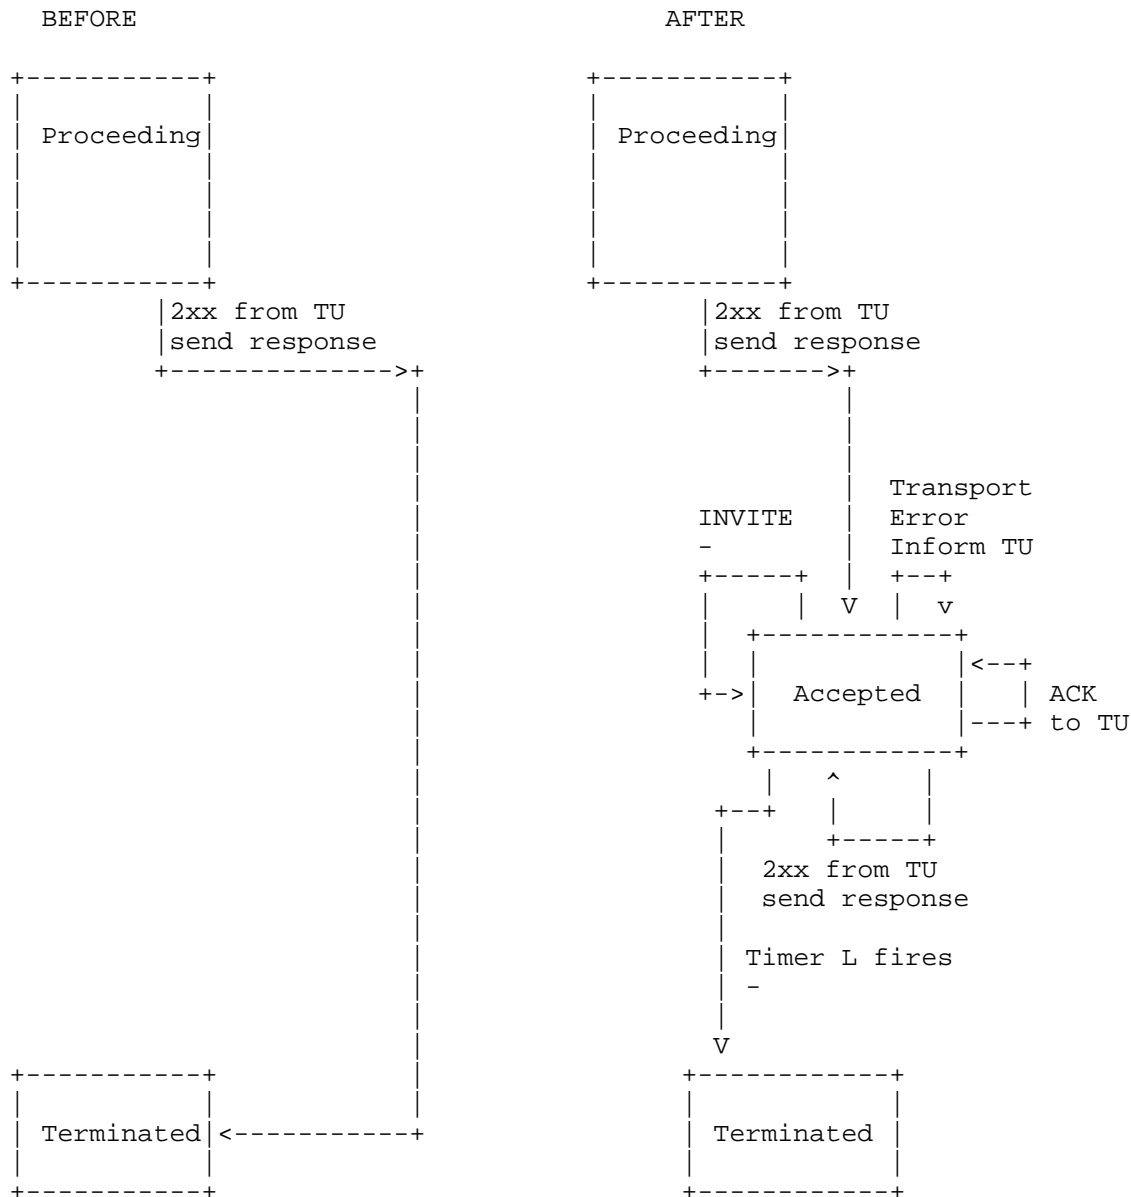 BEFORE AFTER
Proceeding Proceeding
2xx from TU 2xx from TU
send response send response
Transport
INVITE Error
- Inform TU
Accepted ACK
to TU
2xx from TU
send response
Timer L fires
-
Terminated Terminated